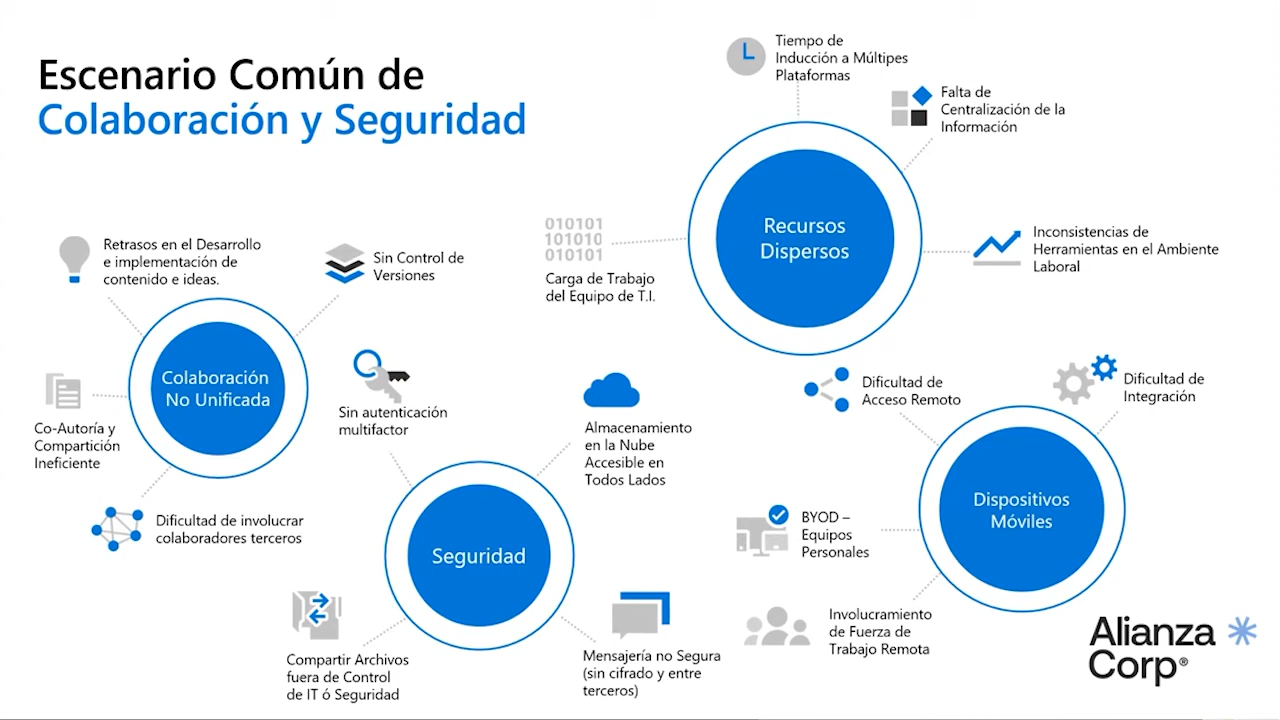 Escenario Común de
Colaboración y Seguridad
Tiempo de
Inducción a Múltipes
Plataformas
Falta de
Centralización de la
Información
Recursos
Dispersos
010101
101010
010101
Carga de Trabajo
del Equipo de T.I.
Inconsistencias de
Herramientas en el Ambiente
Laboral
Retrasos en el Desarrollo
e implementación de
contenido e ideas.
Sin Control de
Versiones
Colaboración
No Unificada
Co-Autoría y
Compartición
Ineficiente
Dificultad de involucrar
colaboradores terceros
Sin autenticación
multifactor
Almacenamiento
en la Nube
Accesible en
Todos Lados
Seguridad
Compartir Archivos
fuera de Control
de IT ó Seguridad
Mensajería no Segura
(sin cifrado y entre
terceros)
Dificultad de
Acceso Remoto
Dificultad de
Integración
Dispositivos
Móviles
BYOD –
Equipos
Personales
Involucramiento
de Fuerza de
Trabajo Remota
Alianza
Corp®